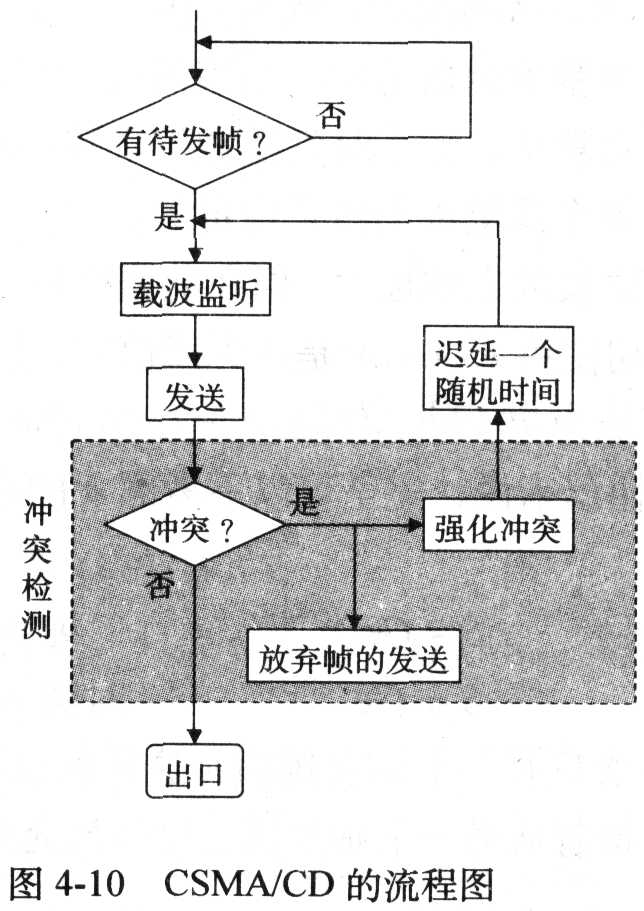 有待发帧？
否
是
载波监听
发送
迟延一个
随机时间
冲突检测
冲突？
是
强化冲突
否
放弃帧的发送
出口
图 4-10 CSMA/CD 的流程图